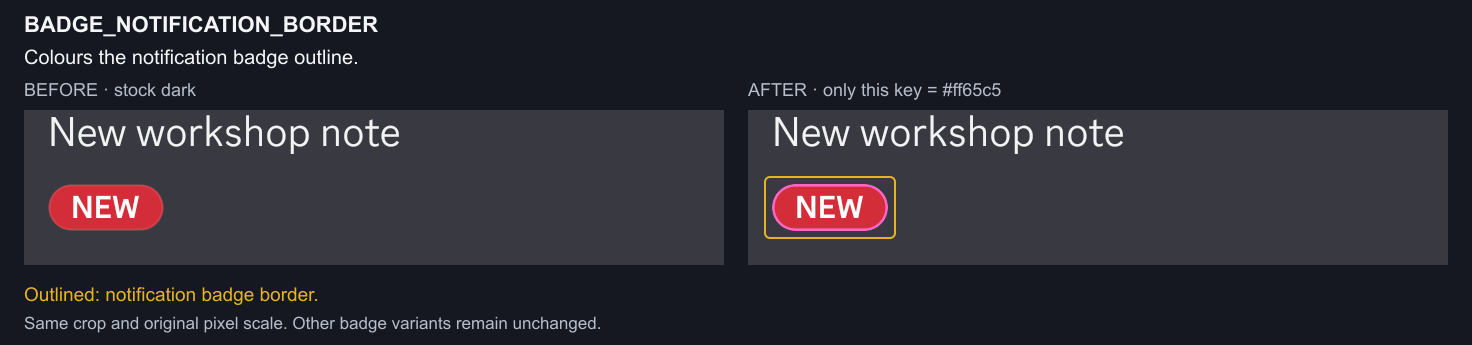 BADGE_NOTIFICATION_BORDER
Colours the notification badge outline.
BEFORE · stock dark
AFTER · only this key = #ff65c5
New workshop note
NEW
New workshop note
NEW
Outlined: notification badge border.
Same crop and original pixel scale. Other badge variants remain unchanged.